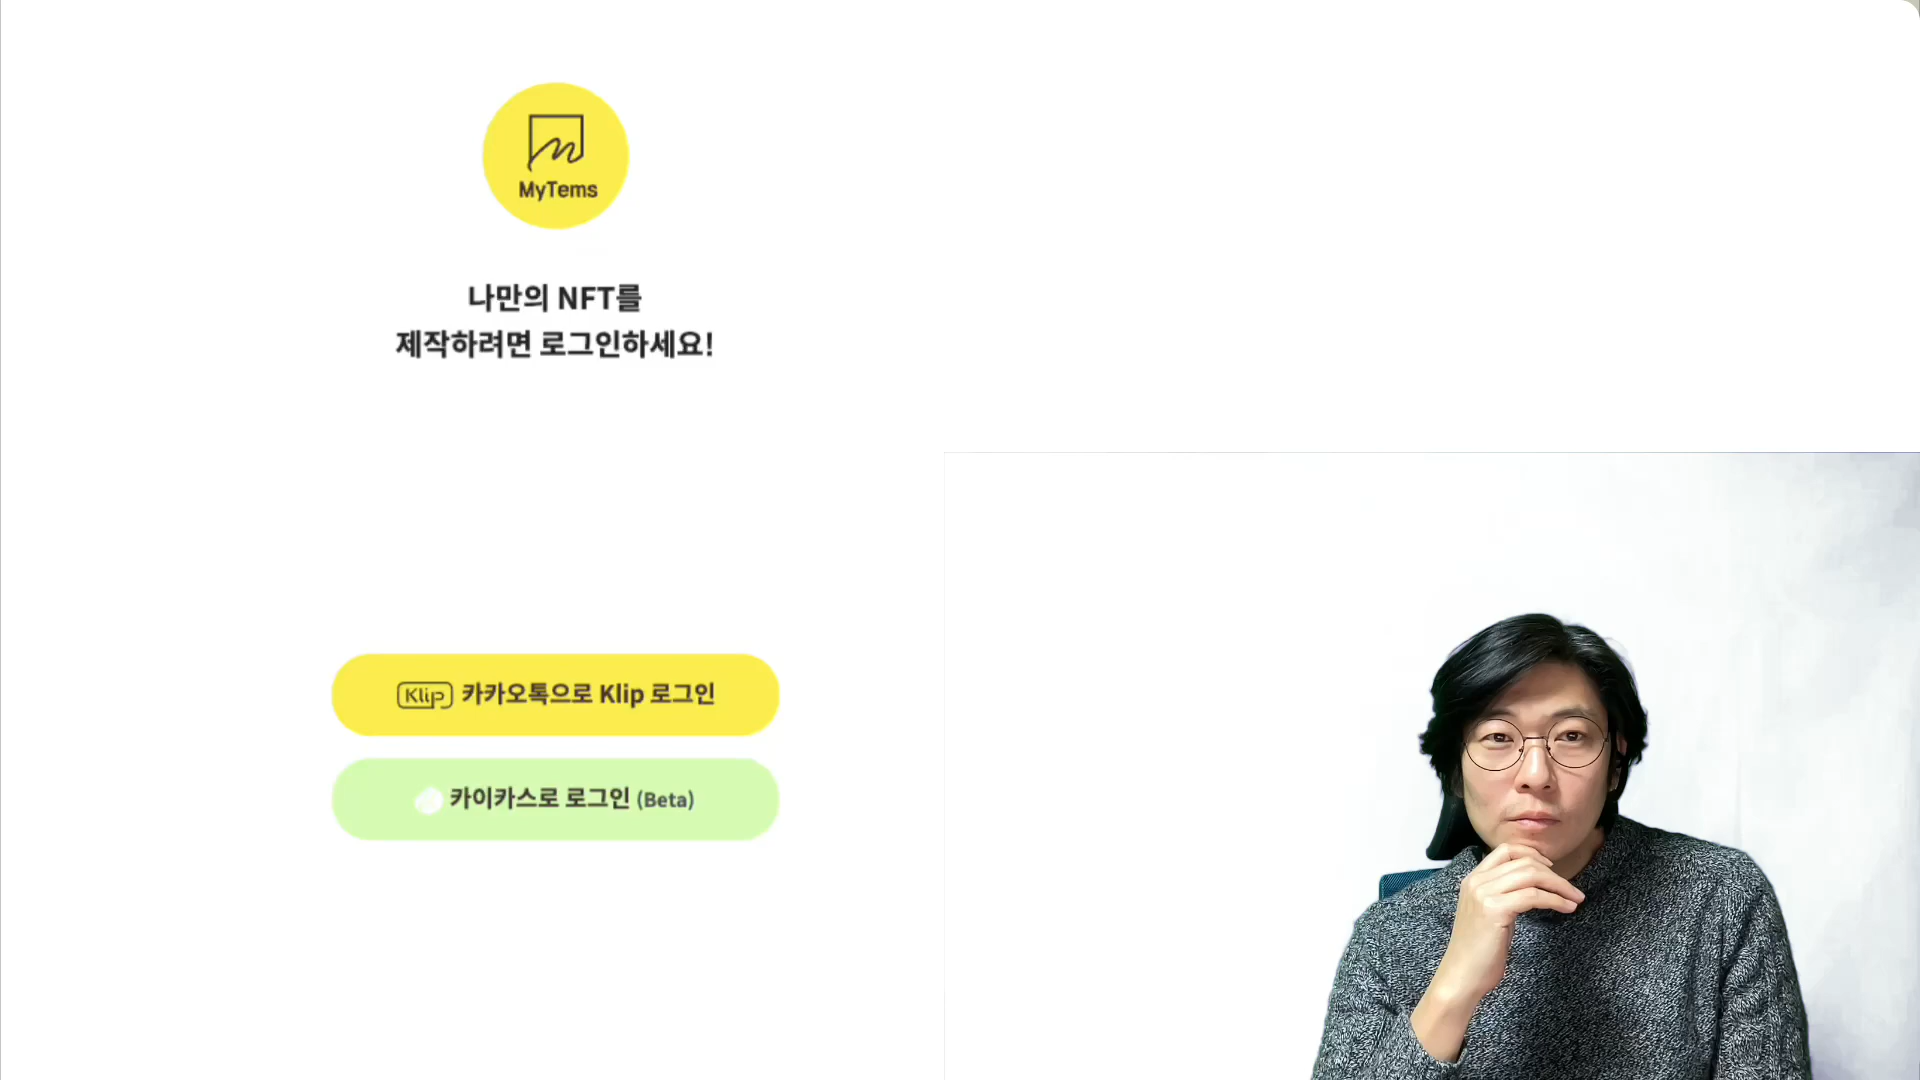 MyTems
나만의 NFT를
제작하려면 로그인하세요!
Klip 카카오톡으로 Klip 로그인
카이카스로 로그인 (Beta)